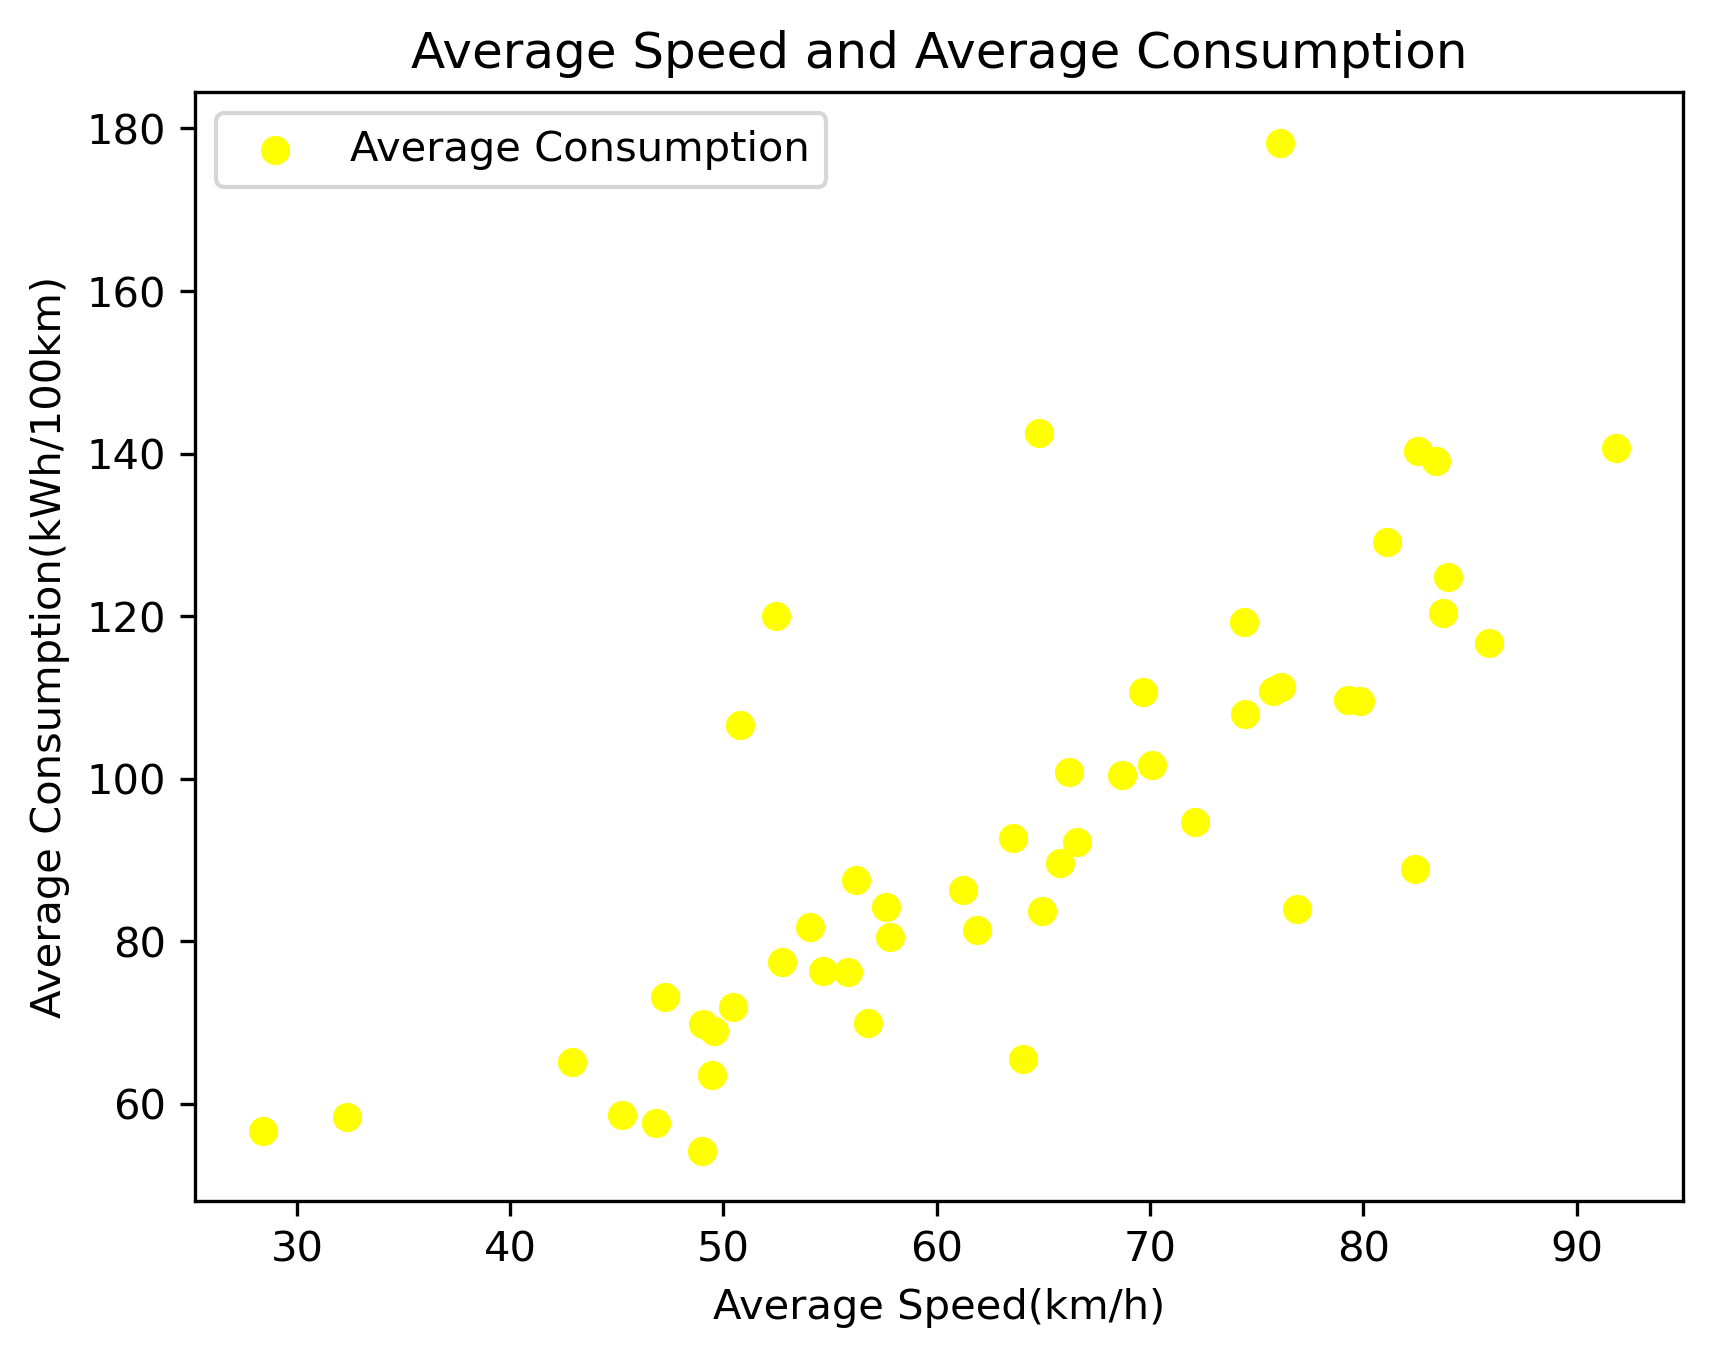 Average Speed and Average Consumption
Average Consumption
180
160
140
120
100
80
60
Average Consumption(kWh/100km)
30 40 50 60 70 80 90
Average Speed(km/h)